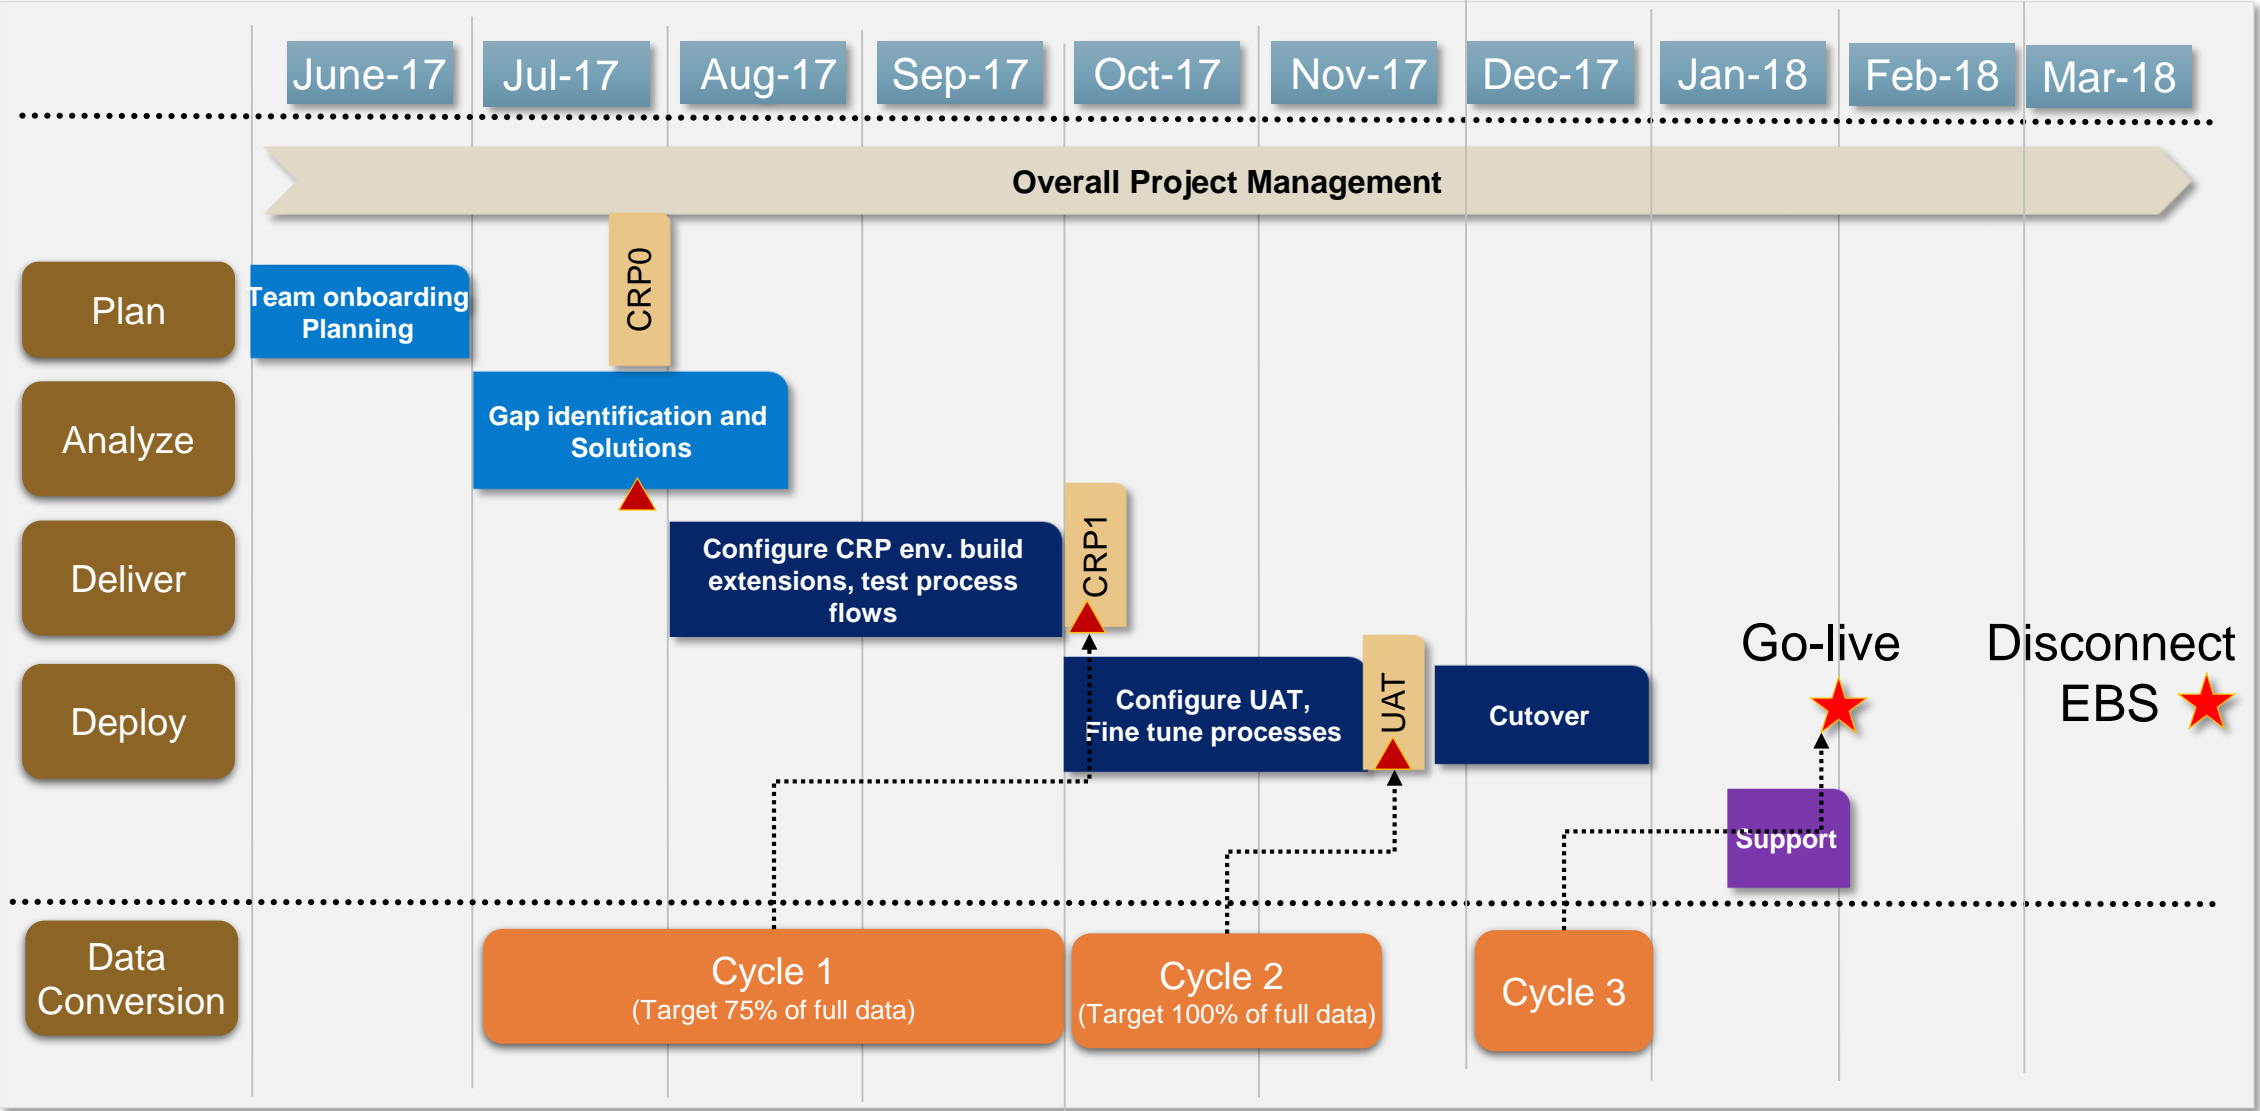 June-17
Jul-17
Aug-17
Sep-17
Oct-17
Nov-17
Dec-17
Jan-18
Feb-18
Mar-18
Overall Project Management
CRP0
Plan
Team onboarding
Planning
Analyze
Gap identification and
Solutions
CRP1
Deliver
Configure CRP env. build
extensions, test process
flows
Go-live
Disconnect
EBS
Deploy
Configure UAT,
Fine tune processes
UAT
Cutover
Support
Data
Conversion
Cycle 1
(Target 75% of full data)
Cycle 2
(Target 100% of full data)
Cycle 3